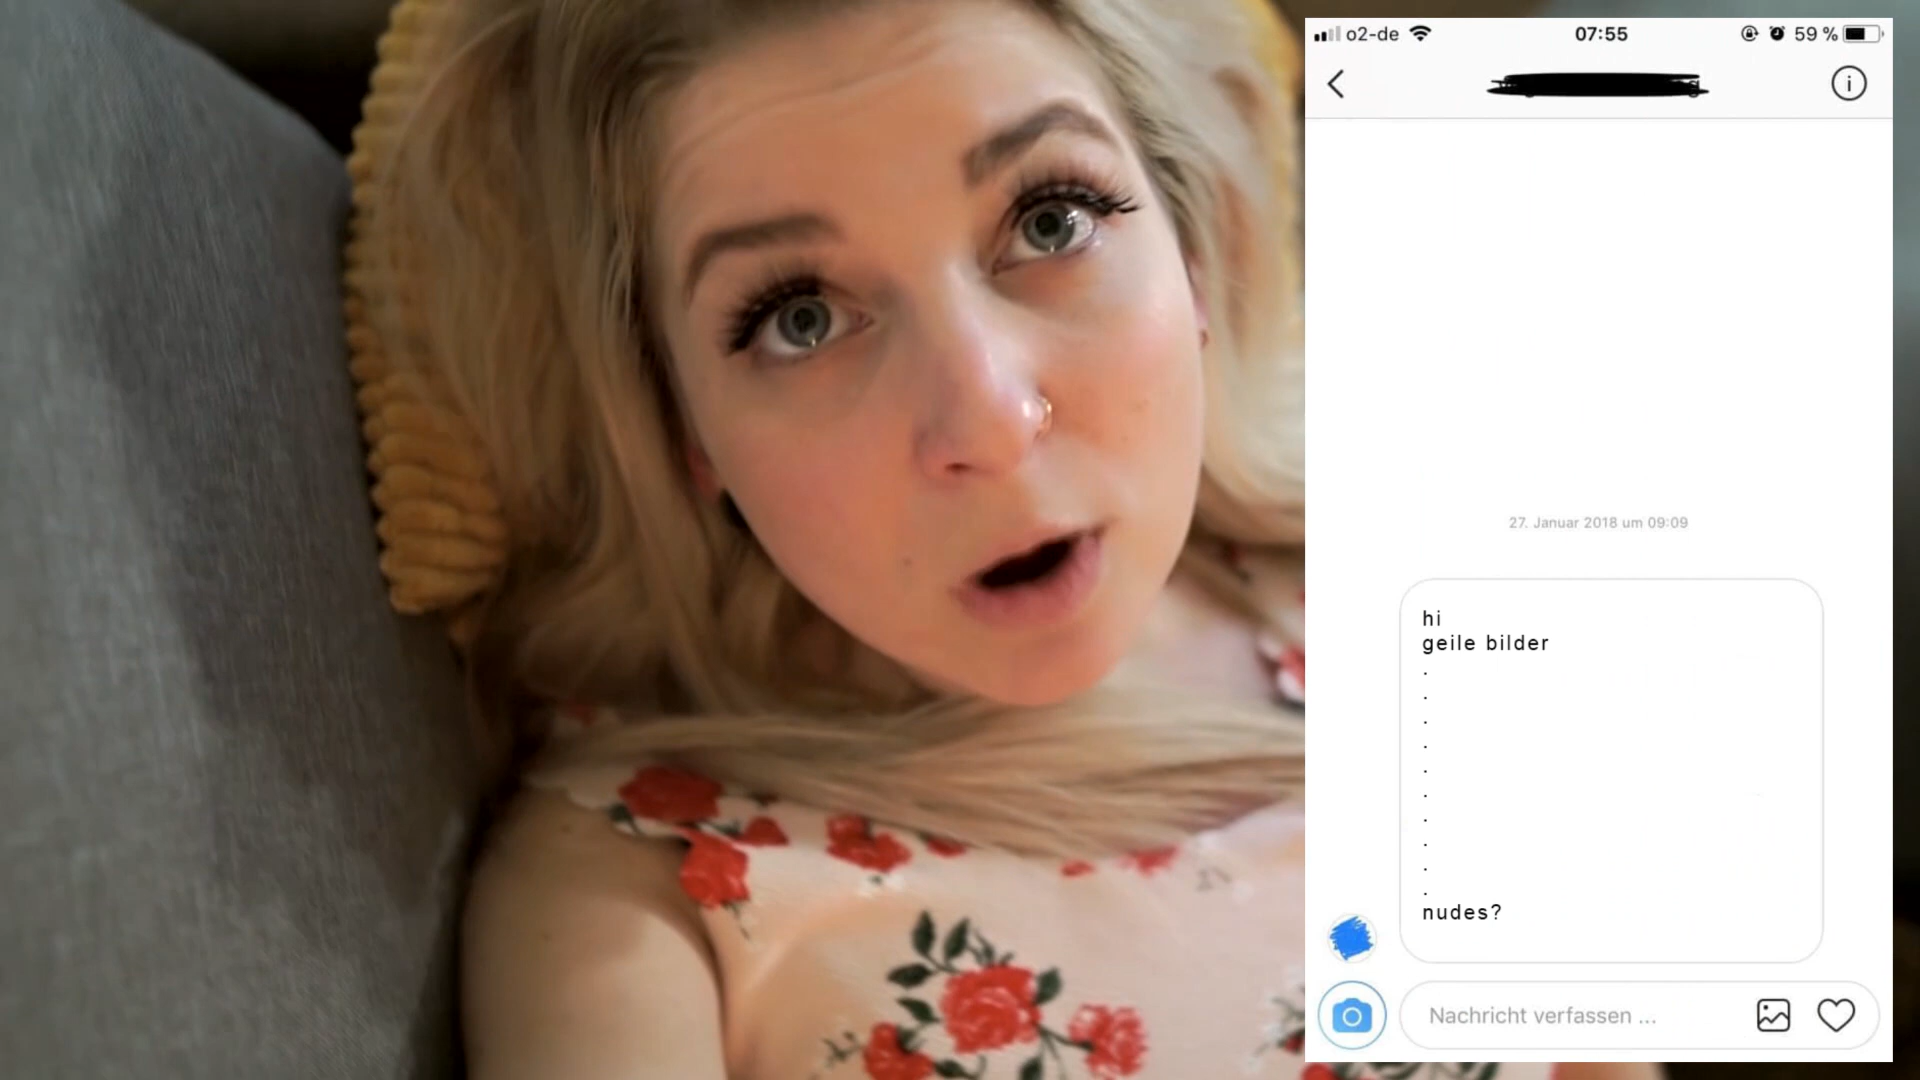 o2-de 07:55 59 %
27. Januar 2018 um 09:09
hi
geile bilder
.
.
.
.
.
.
.
.
.
.
nudes?
Nachricht verfassen ...